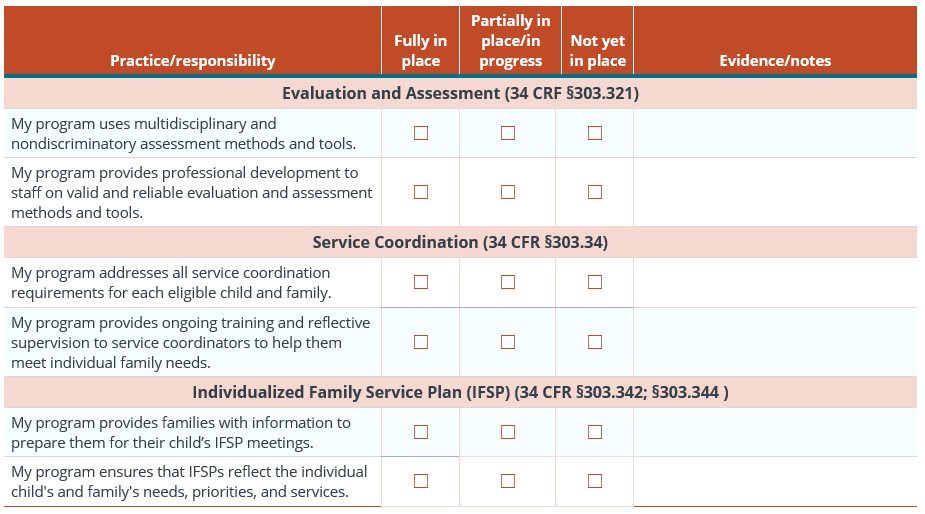 Practice/responsibility
Fully in
place
Partially in
place/in
progress
Not yet
in place
Evidence/notes
Evaluation and Assessment (34 CRF §303.321)
My program uses multidisciplinary and
nondiscriminatory assessment methods and tools.
My program provides professional development to
staff on valid and reliable evaluation and assessment
methods and tools.
Service Coordination (34 CFR §303.34)
My program addresses all service coordination
requirements for each eligible child and family.
My program provides ongoing training and reflective
supervision to service coordinators to help them
meet individual family needs.
Individualized Family Service Plan (IFSP) (34 CFR §303.342; §303.344 )
My program provides families with information to
prepare them for their child’s IFSP meetings.
My program ensures that IFSPs reflect the individual
child's and family's needs, priorities, and services.